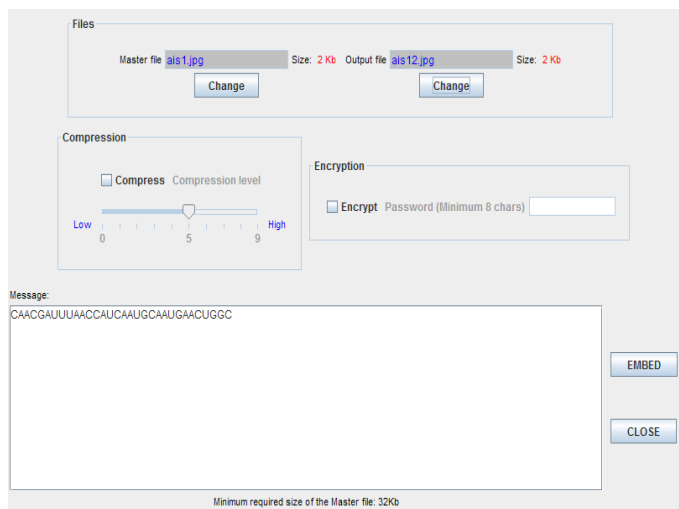 Files
Master file ais1.jpg Size: 2 Kb Output file ais12.jpg Size: 2 Kb
Change Change
Compression
Compress Compression level
Low High
0 5 9
Encryption
Encrypt Password (Minimum 8 chars)
Message:
CAACGAUUUAACCAUCAAUGCAAUGAACUGGC
EMBED
CLOSE
Minimum required size of the Master file: 32Kb